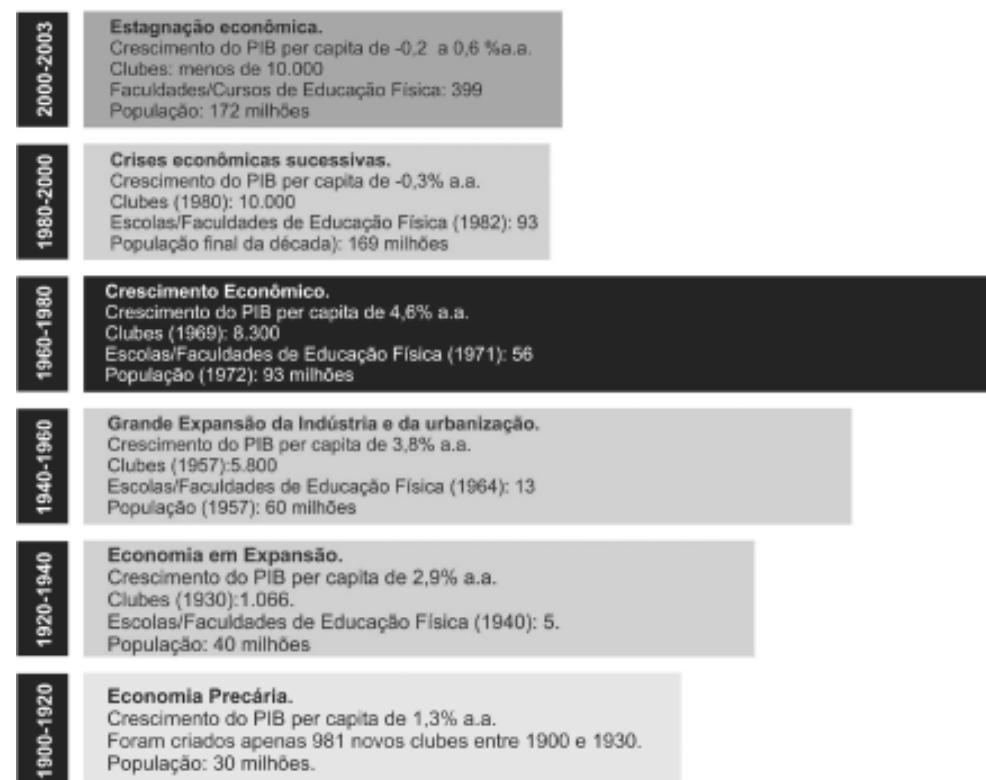 2000-2003
Estagnação econômica.
Crescimento do PIB per capita de -0,2 a 0,6 %a.a.
Clubes: menos de 10.000
Faculdades/Cursos de Educação Física: 399
População: 172 milhões
1980-2000
Crises econômicas sucessivas.
Crescimento do PIB per capita de -0,3% a.a.
Clubes (1980): 10.000
Escolas/Faculdades de Educação Física (1982): 93
População final da década): 169 milhões
1960-1980
Crescimento Econômico.
Crescimento do PIB per capita de 4,6% a.a.
Clubes (1969): 8.300
Escolas/Faculdades de Educação Física (1971): 56
População (1972): 93 milhões
1940-1960
Grande Expansão da Indústria e da urbanização.
Crescimento do PIB per capita de 3,8% a.a.
Clubes (1957):5.800
Escolas/Faculdades de Educação Física (1964): 13
População (1957): 60 milhões
1920-1940
Economia em Expansão.
Crescimento do PIB per capita de 2,9% a.a.
Clubes (1930):1.066.
Escolas/Faculdades de Educação Física (1940): 5.
População: 40 milhões
1900-1920
Economia Precária.
Crescimento do PIB per capita de 1,3% a.a.
Foram criados apenas 981 novos clubes entre 1900 e 1930.
População: 30 milhões.